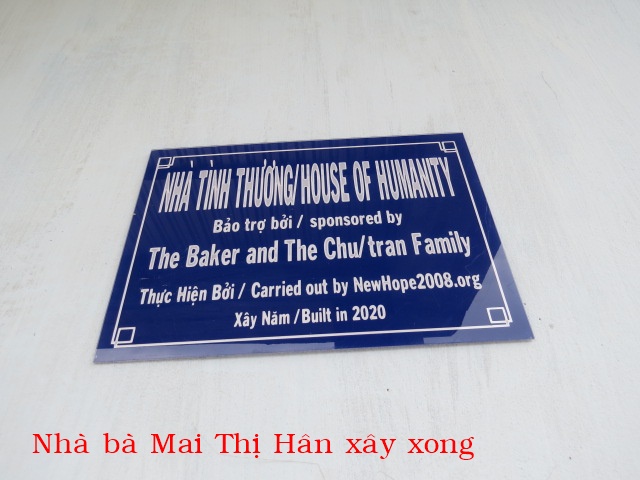 NHÀ TÌNH THƯƠNG/HOUSE OF HUMANITY
Bảo trợ bởi / sponsored by
The Baker and The Chu/tran Family
Thực Hiện Bởi / Carried out by NewHope2008.org
Xây Năm /Built in 2020
Nhà bà Mai Thị Hân xây xong